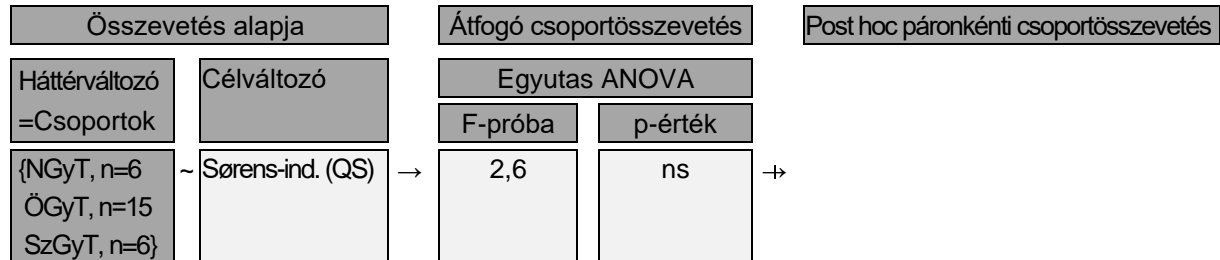 Összevetés alapja
Átfogó csoportösszevetés
Post hoc páronkénti csoportösszevetés
Háttérváltozó
=Csoportok
Célváltozó
Egyutas ANOVA
F-próba
p-érték
{NGyT, n=6
ÖGyT, n=15
SzGyT, n=6}
~
Sørens-ind. (QS)
→
2,6
ns
⇸